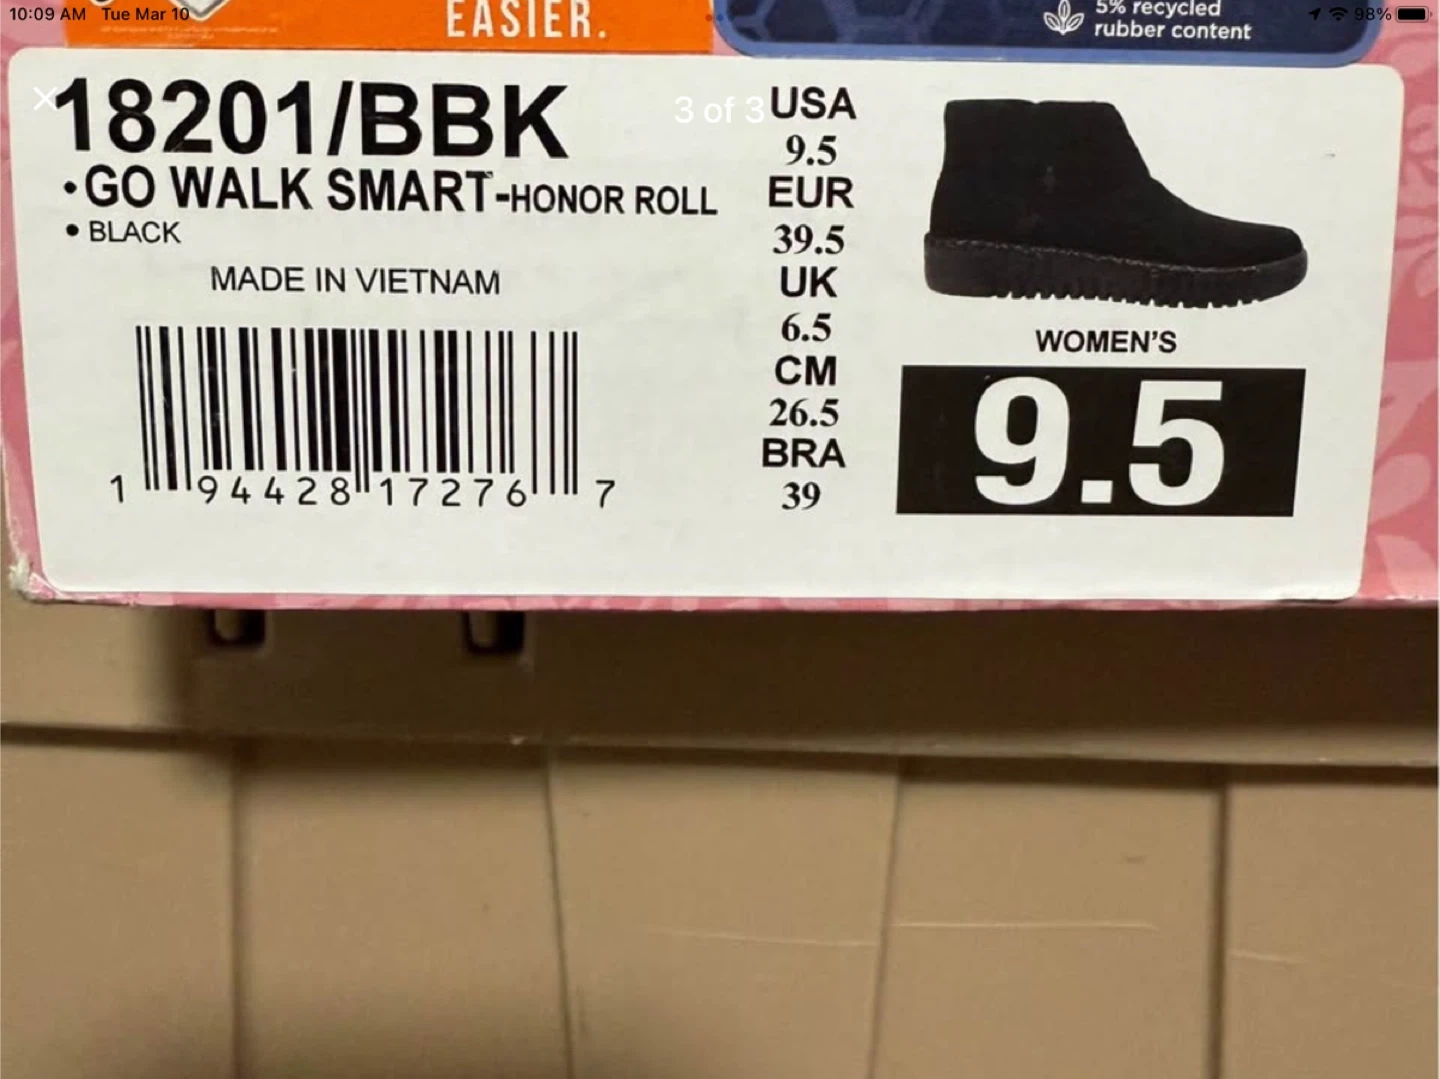 10:09 AM Tue Mar 10
98%
EASIER.
5% recycled
rubber content
3 of 3
18201/BBK
• GO WALK SMART-HONOR ROLL
• BLACK
MADE IN VIETNAM
1 94428 17276 7
USA
9.5
EUR
39.5
UK
6.5
CM
26.5
BRA
39
WOMEN'S
9.5